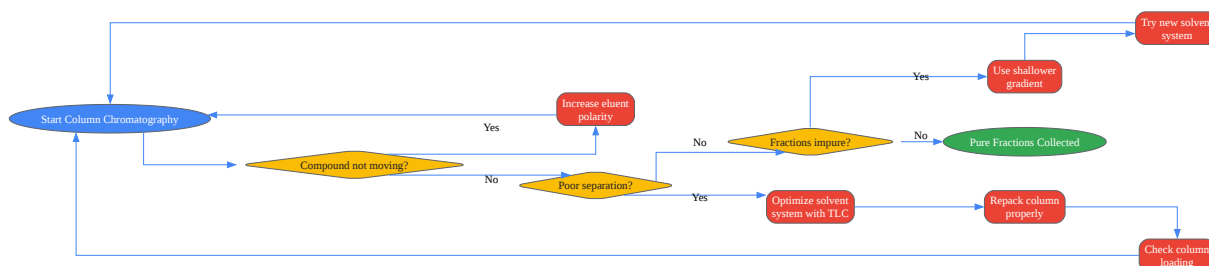 Try new solvent
system
Use shallower
gradient
Yes
Increase eluent
polarity
Start Column Chromatography
Yes
No
Fractions impure?
No
Pure Fractions Collected
Compound not moving?
No
Poor separation?
Yes
Optimize solvent
system with TLC
Repack column
properly
Check column
loading